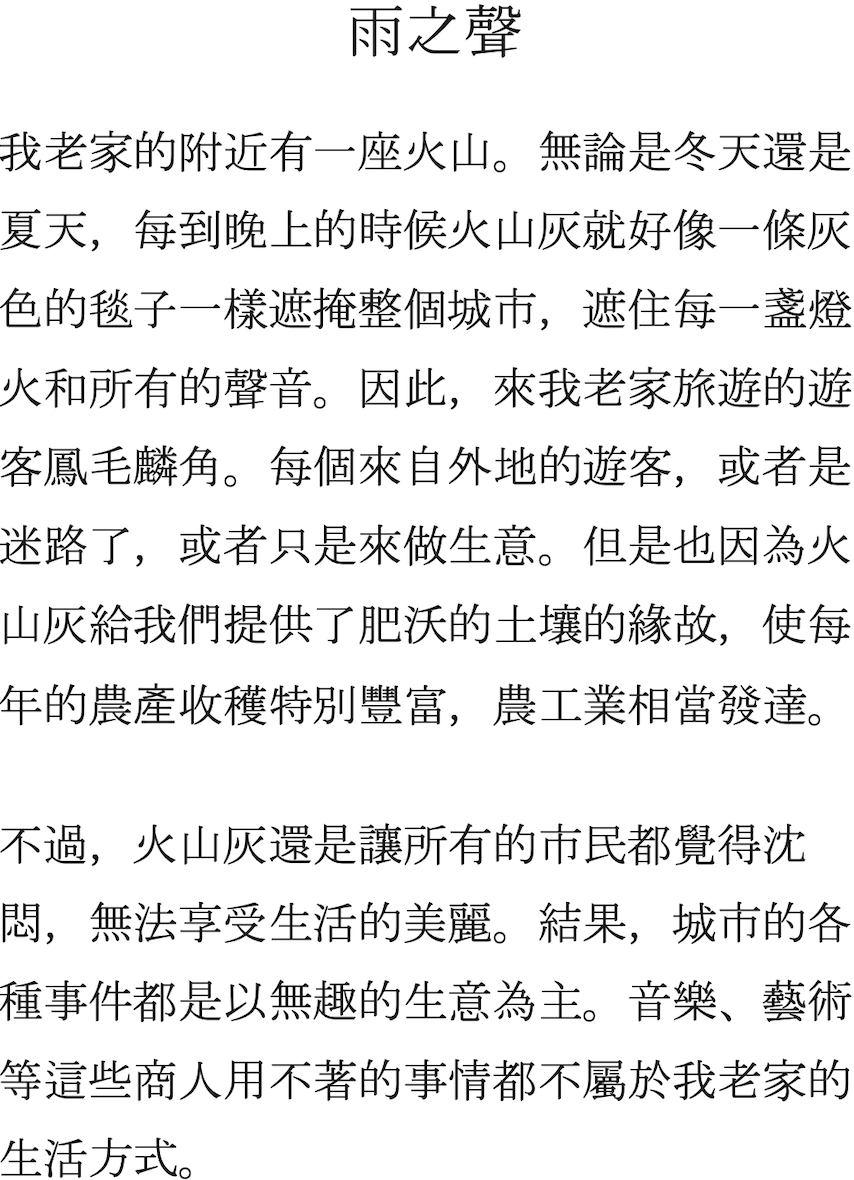 雨之聲
我老家的附近有一座火山。無論是冬天還是
夏天，每到晚上的時候火山灰就好像一條灰
色的毯子一樣遮掩整個城市，遮住每一盞燈
火和所有的聲音。因此，來我老家旅遊的遊
客鳳毛麟角。每個來自外地的遊客，或者是
迷路了，或者只是來做生意。但是也因為火
山灰給我們提供了肥沃的土壤的緣故，使每
年的農產收穫特別豐富，農工業相當發達。
不過，火山灰還是讓所有的市民都覺得沈
悶，無法享受生活的美麗。結果，城市的各
種事件都是以無趣的生意為主。音樂、藝術
等這些商人用不著的事情都不屬於我老家的
生活方式。